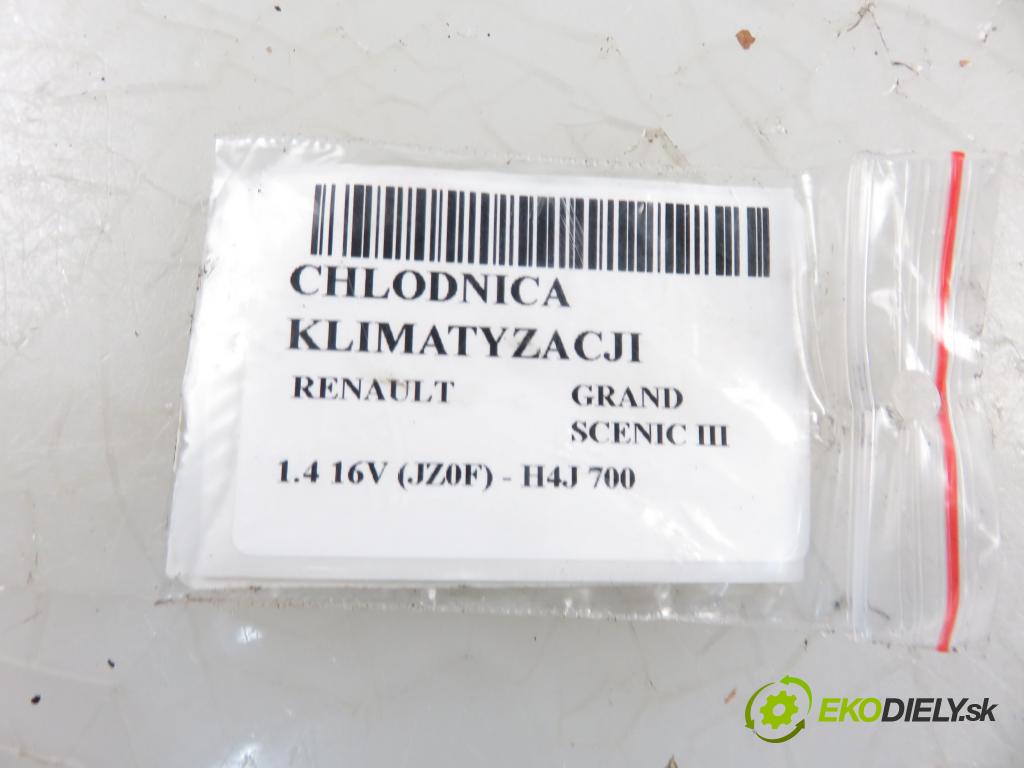 CHLODNICA
KLIMATYZACJI
RENAULT GRAND
SCENIC III
1.4 16V (JZ0F) - H4J 700
EKODIELY.sk